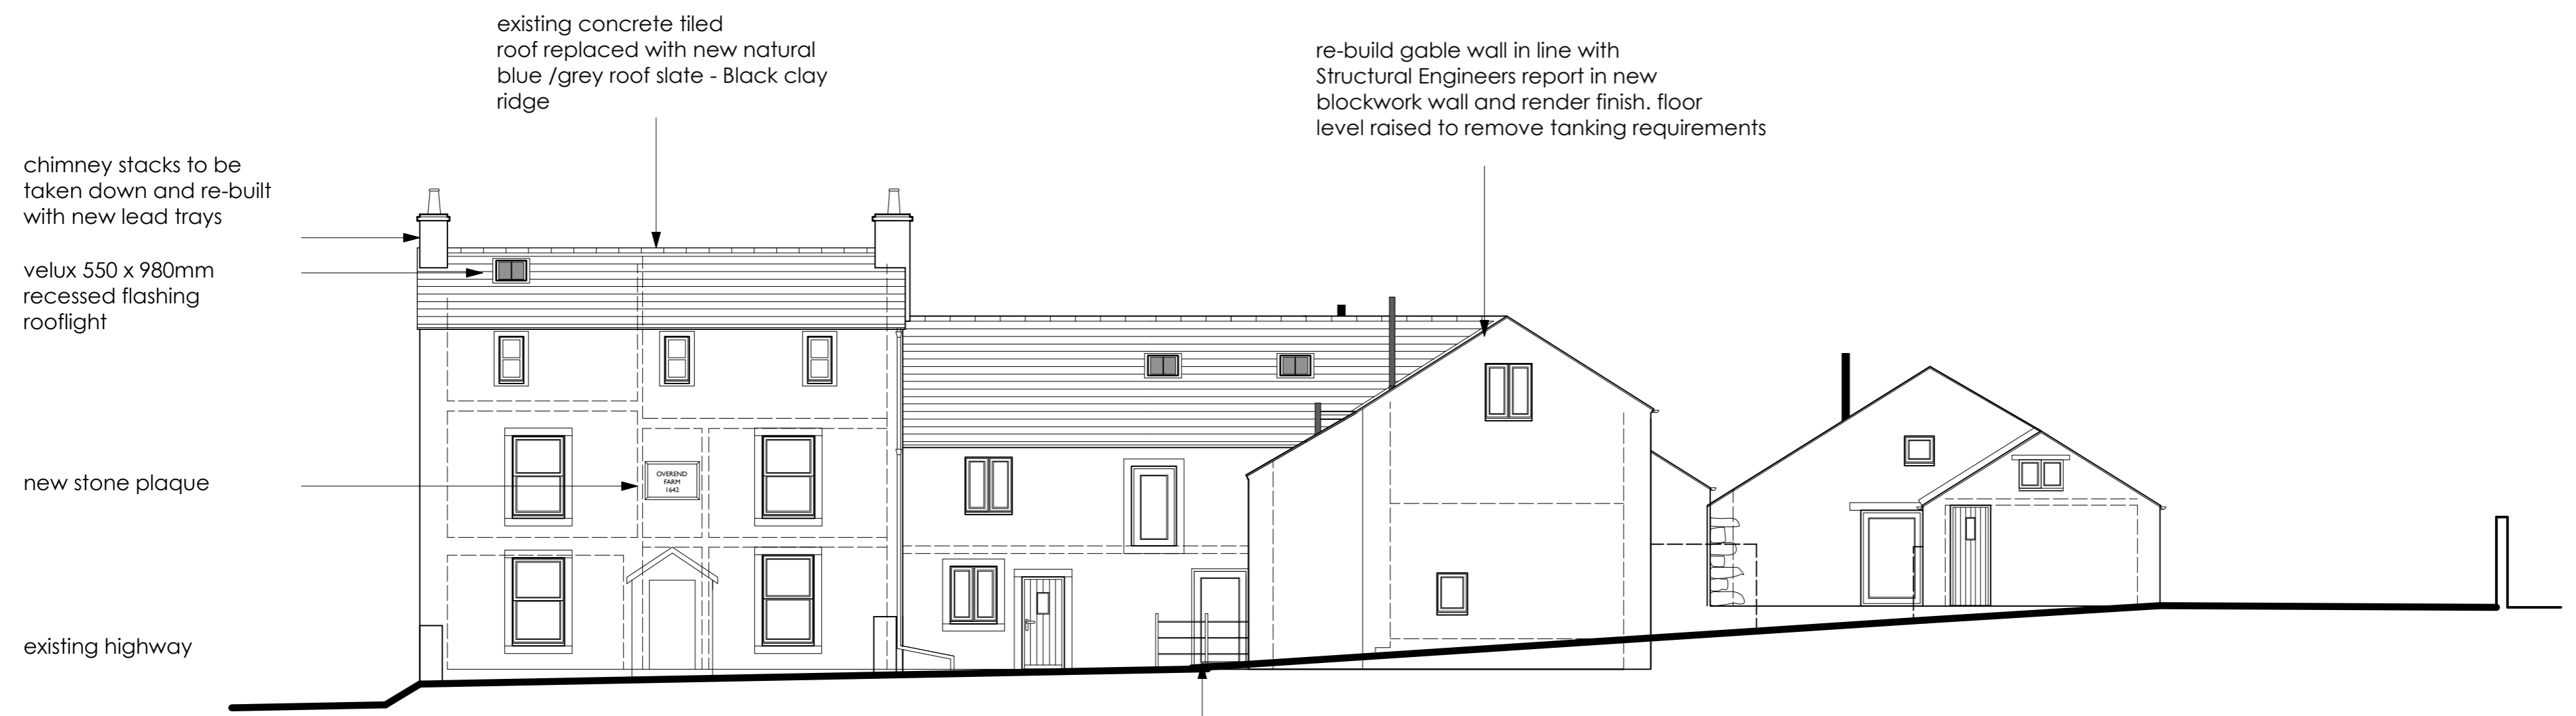 existing concrete tiled
roof replaced with new natural
blue /grey roof slate - Black clay
ridge
re-build gable wall in line with
Structural Engineers report in new
blockwork wall and render finish. floor
level raised to remove tanking requirements
chimney stacks to be
taken down and re-built
with new lead trays
velux 550 x 980mm
recessed flashing
rooflight
new stone plaque
OVEREND
FARM
1642
existing highway